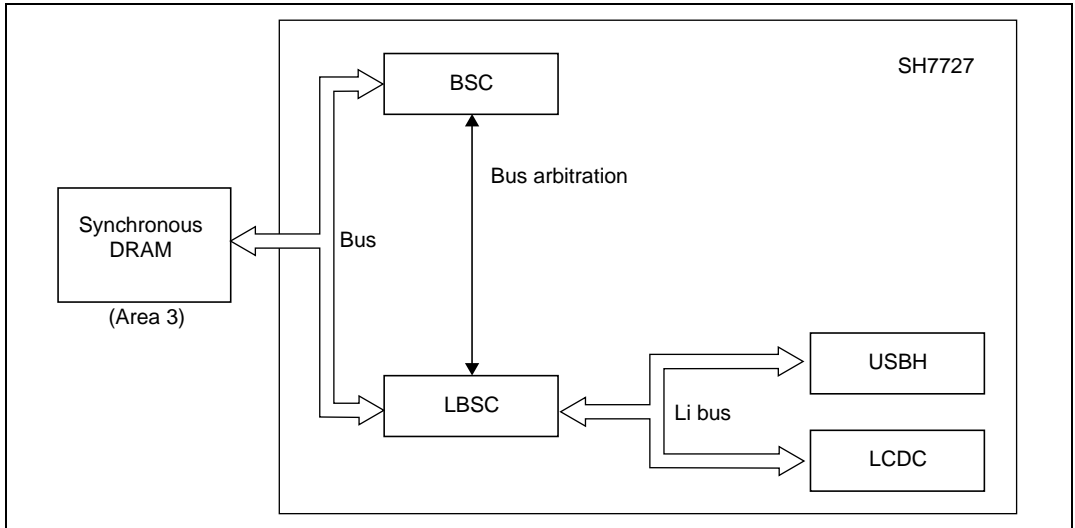 SH7727
BSC
Bus arbitration
Synchronous
DRAM
Bus
(Area 3)
USBH
LBSC
Li bus
LCDC